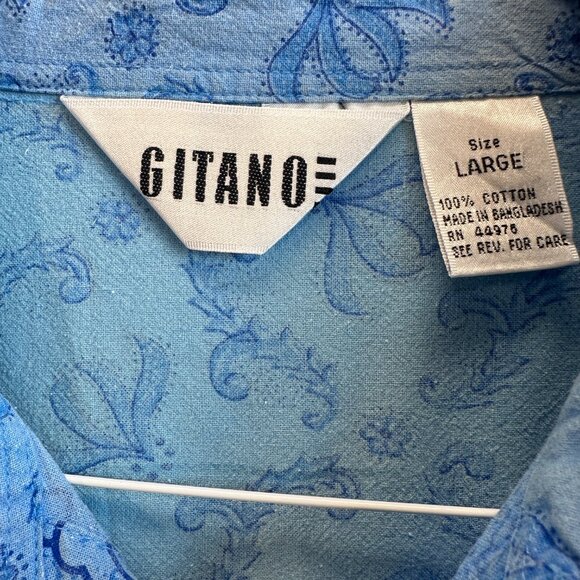 GITANO
Size
LARGE
100% COTTON
MADE IN BANGLADESH
RN 44976
SEE REV. FOR CARE